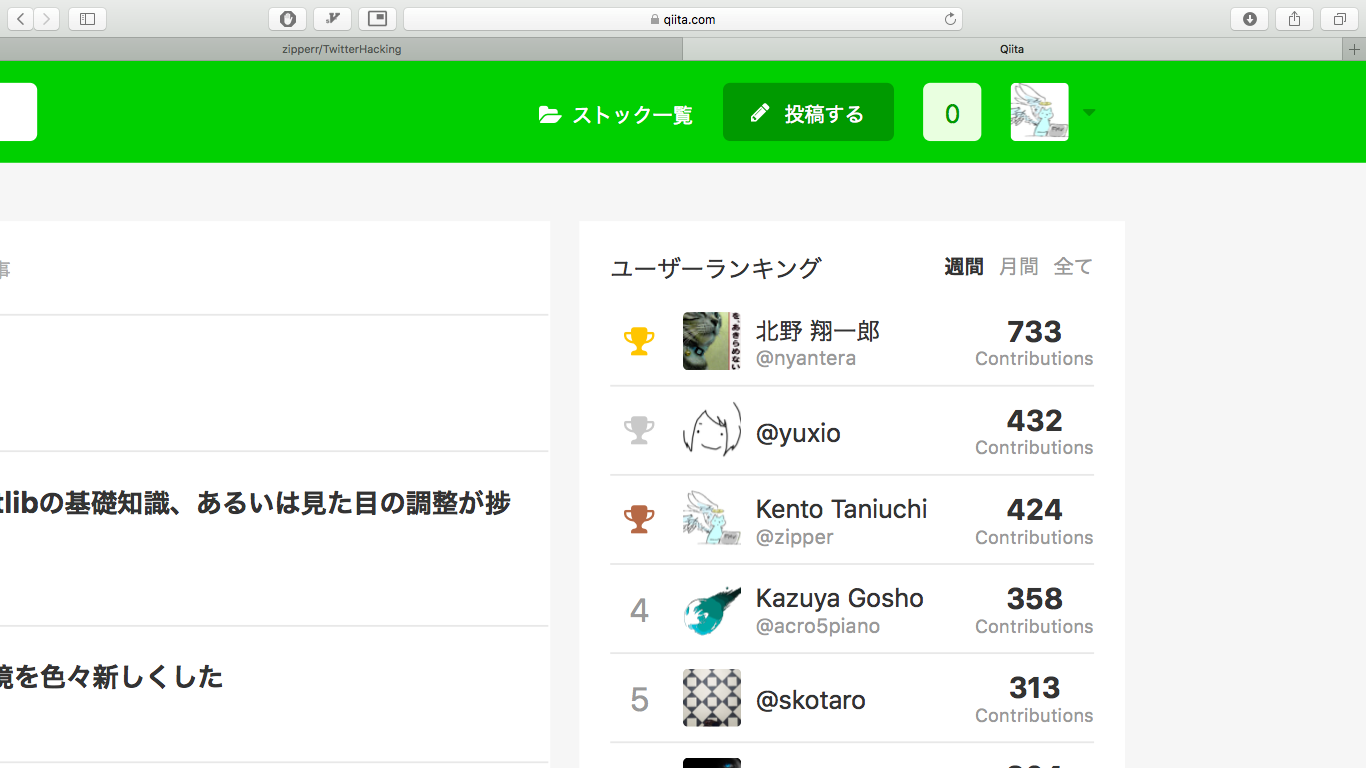 qiita.com
zipperr/TwitterHacking
Qiita
ストック一覧
投稿する
0
事
ユーザーランキング
週間 月間 全て
北野 翔一郎
@nyantera
733
Contributions
@yuxio
432
Contributions
tlibの基礎知識、あるいは見た目の調整が捗
Kento Taniuchi
@zipper
424
Contributions
4
Kazuya Gosho
@acro5piano
358
Contributions
境を色々新しくした
5
@skotaro
313
Contributions